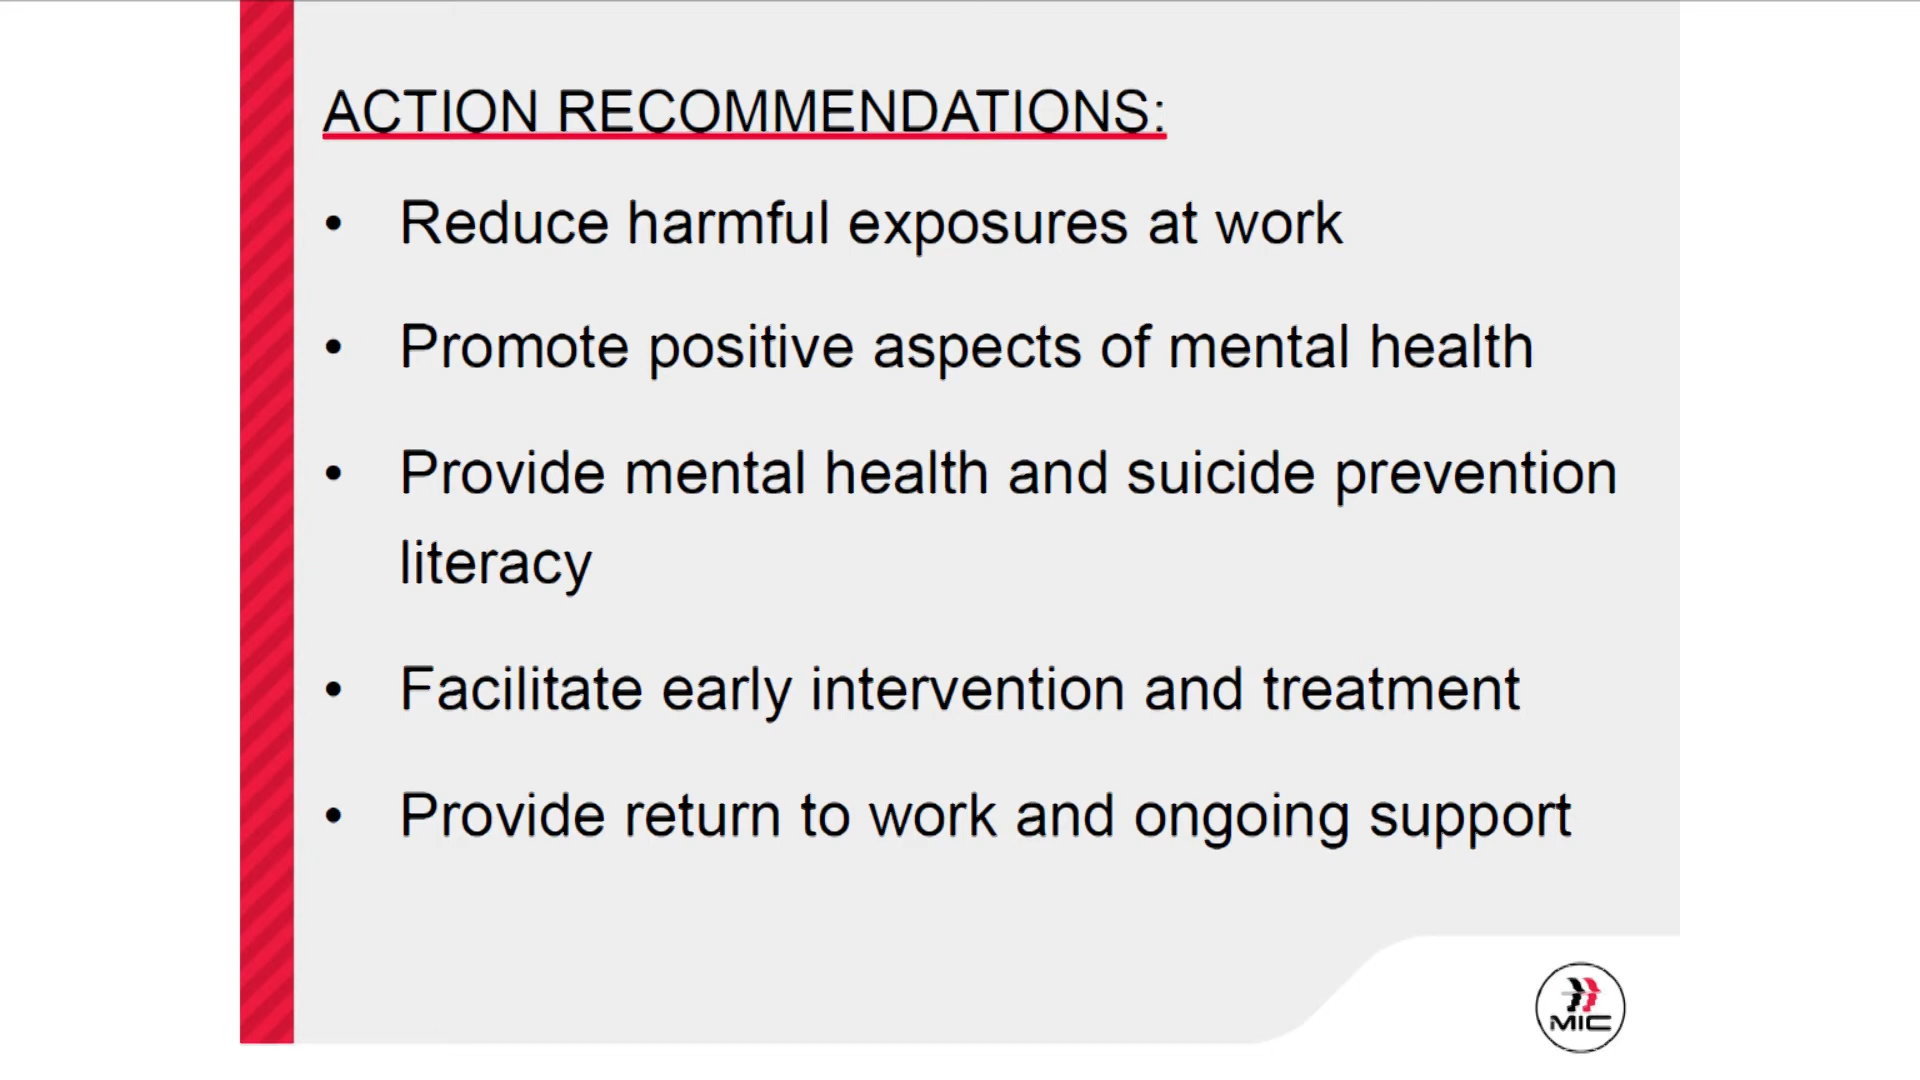 ACTION RECOMMENDATIONS:
• Reduce harmful exposures at work
• Promote positive aspects of mental health
• Provide mental health and suicide prevention
literacy
• Facilitate early intervention and treatment
• Provide return to work and ongoing support
MIC